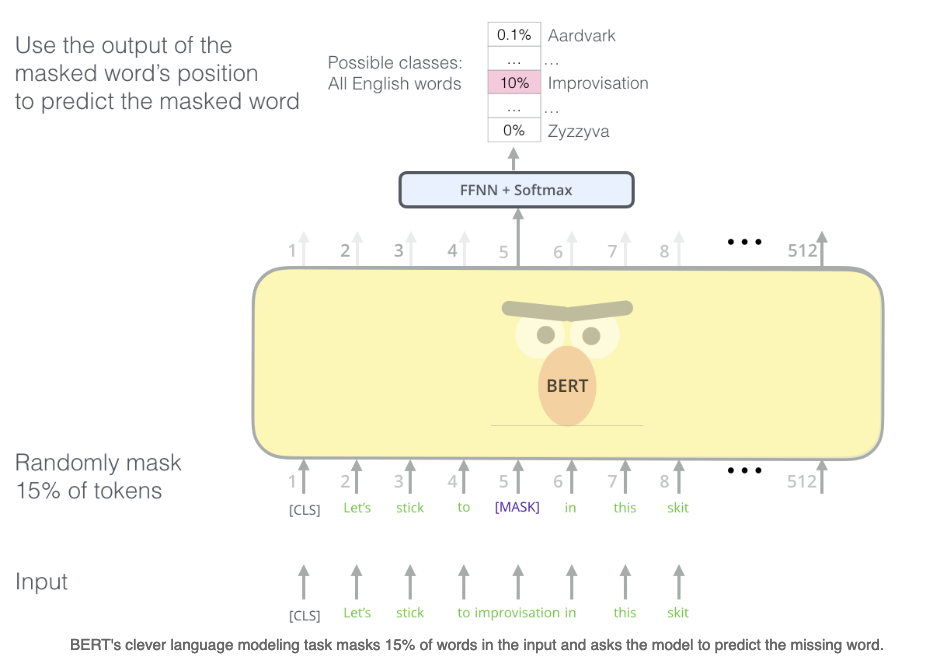 Use the output of the
masked word's position
to predict the masked word
Possible classes:
All English words
0.1% Aardvark
... ...
10% Improvisation
... ...
0% Zyzzyva
FFNN + Softmax
1 2 3 4 5 6 7 8 ••• 512
BERT
Randomly mask
15% of tokens
1 2 3 4 5 6 7 8 ••• 512
[CLS] Let's stick to [MASK] in this skit
Input
[CLS] Let's stick to improvisation in this skit
BERT's clever language modeling task masks 15% of words in the input and asks the model to predict the missing word.